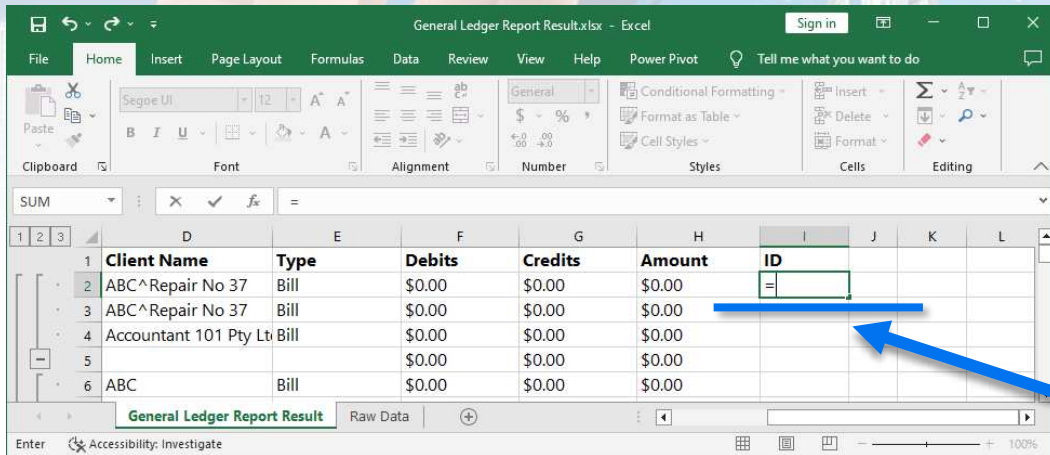 General Ledger Report Result.xlsx - Excel
Sign in
File Home Insert Page Layout Formulas Data Review View Help Power Pivot Tell me what you want to do
Paste
Clipboard
Segoe UI 12 A A
B I U A
Font
ab
c
Alignment
General
$ % ,
.00 .0
Number
Conditional Formatting
Format as Table
Cell Styles
Styles
Insert
Delete
Format
Cells
Σ A Z
Editing
SUM fx =
1 2 3 D E F G H I J K L
1 Client Name Type Debits Credits Amount ID
2 ABC^Repair No 37 Bill $0.00 $0.00 $0.00 =
3 ABC^Repair No 37 Bill $0.00 $0.00 $0.00
4 Accountant 101 Pty Lt Bill $0.00 $0.00 $0.00
5 $0.00 $0.00 $0.00
6 ABC Bill $0.00 $0.00 $0.00
General Ledger Report Result Raw Data
Enter Accessibility: Investigate 100%